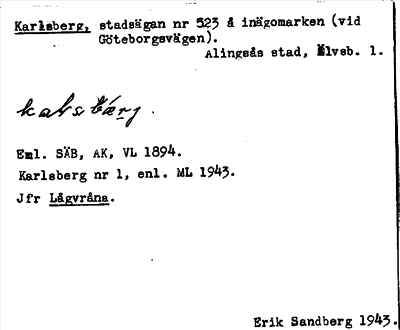 Karlsberg, stadsägan nr 523 å inägomarken (vid
Göteborgsvägen).
Alingsås stad, Älvsb. l.
Enl. SÄB, AK, VL 1894.
Karlsberg nr 1, enl. ML 1943.
Jfr Lågvråna.
Erik Sandberg 1943.